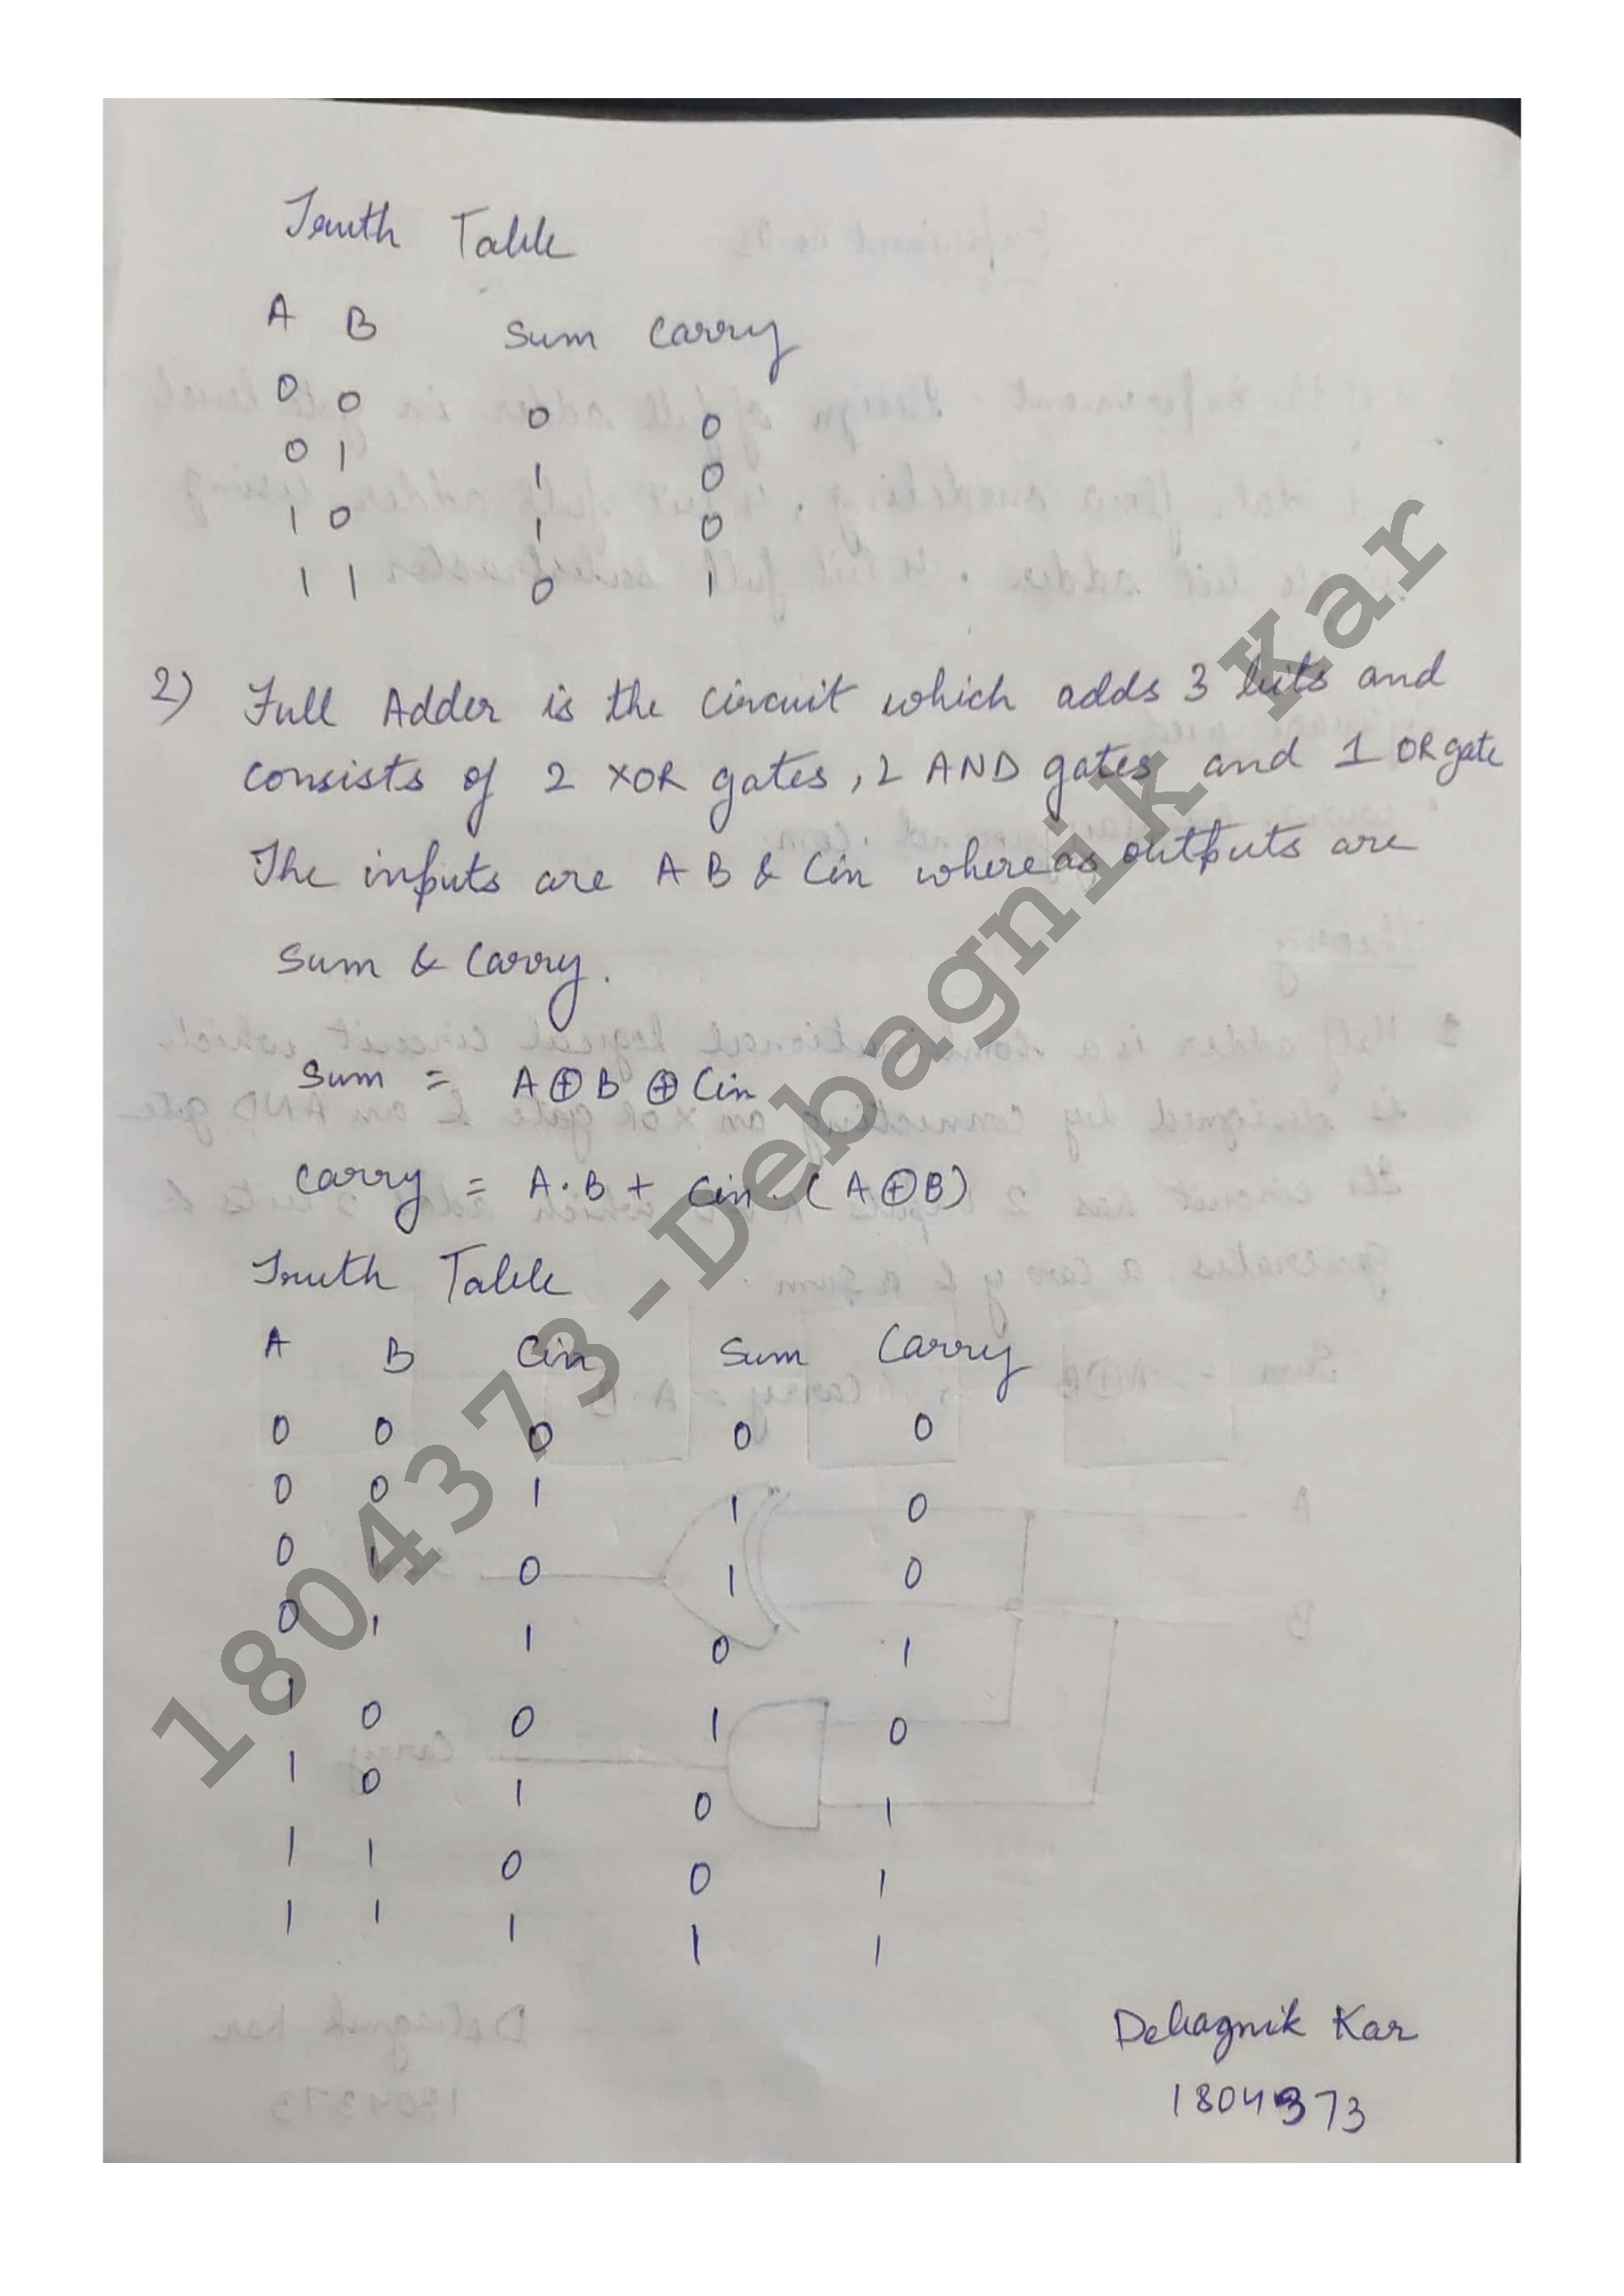 Truth Table
A B Sum Carry
0 0 0 0
0 1 1 0
1 0 1 0
1 1 0 1
2) Full Adder is the circuit which adds 3 bits and
consists of 2 XOR gates, 2 AND gates and 1 OR gate
The inputs are A B & Cin whereas outputs are
Sum & Carry.
Sum = A ⊕ B ⊕ Cin
Carry = A·B + Cin·(A ⊕ B)
Truth Table
A B Cin Sum Carry
0 0 0 0 0
0 0 1 1 0
0 1 0 1 0
0 1 1 0 1
1 0 0 1 0
1 0 1 0 1
1 1 0 0 1
1 1 1 1 1
Debagnik Kar
1804373
1804373-Debagnik Kar